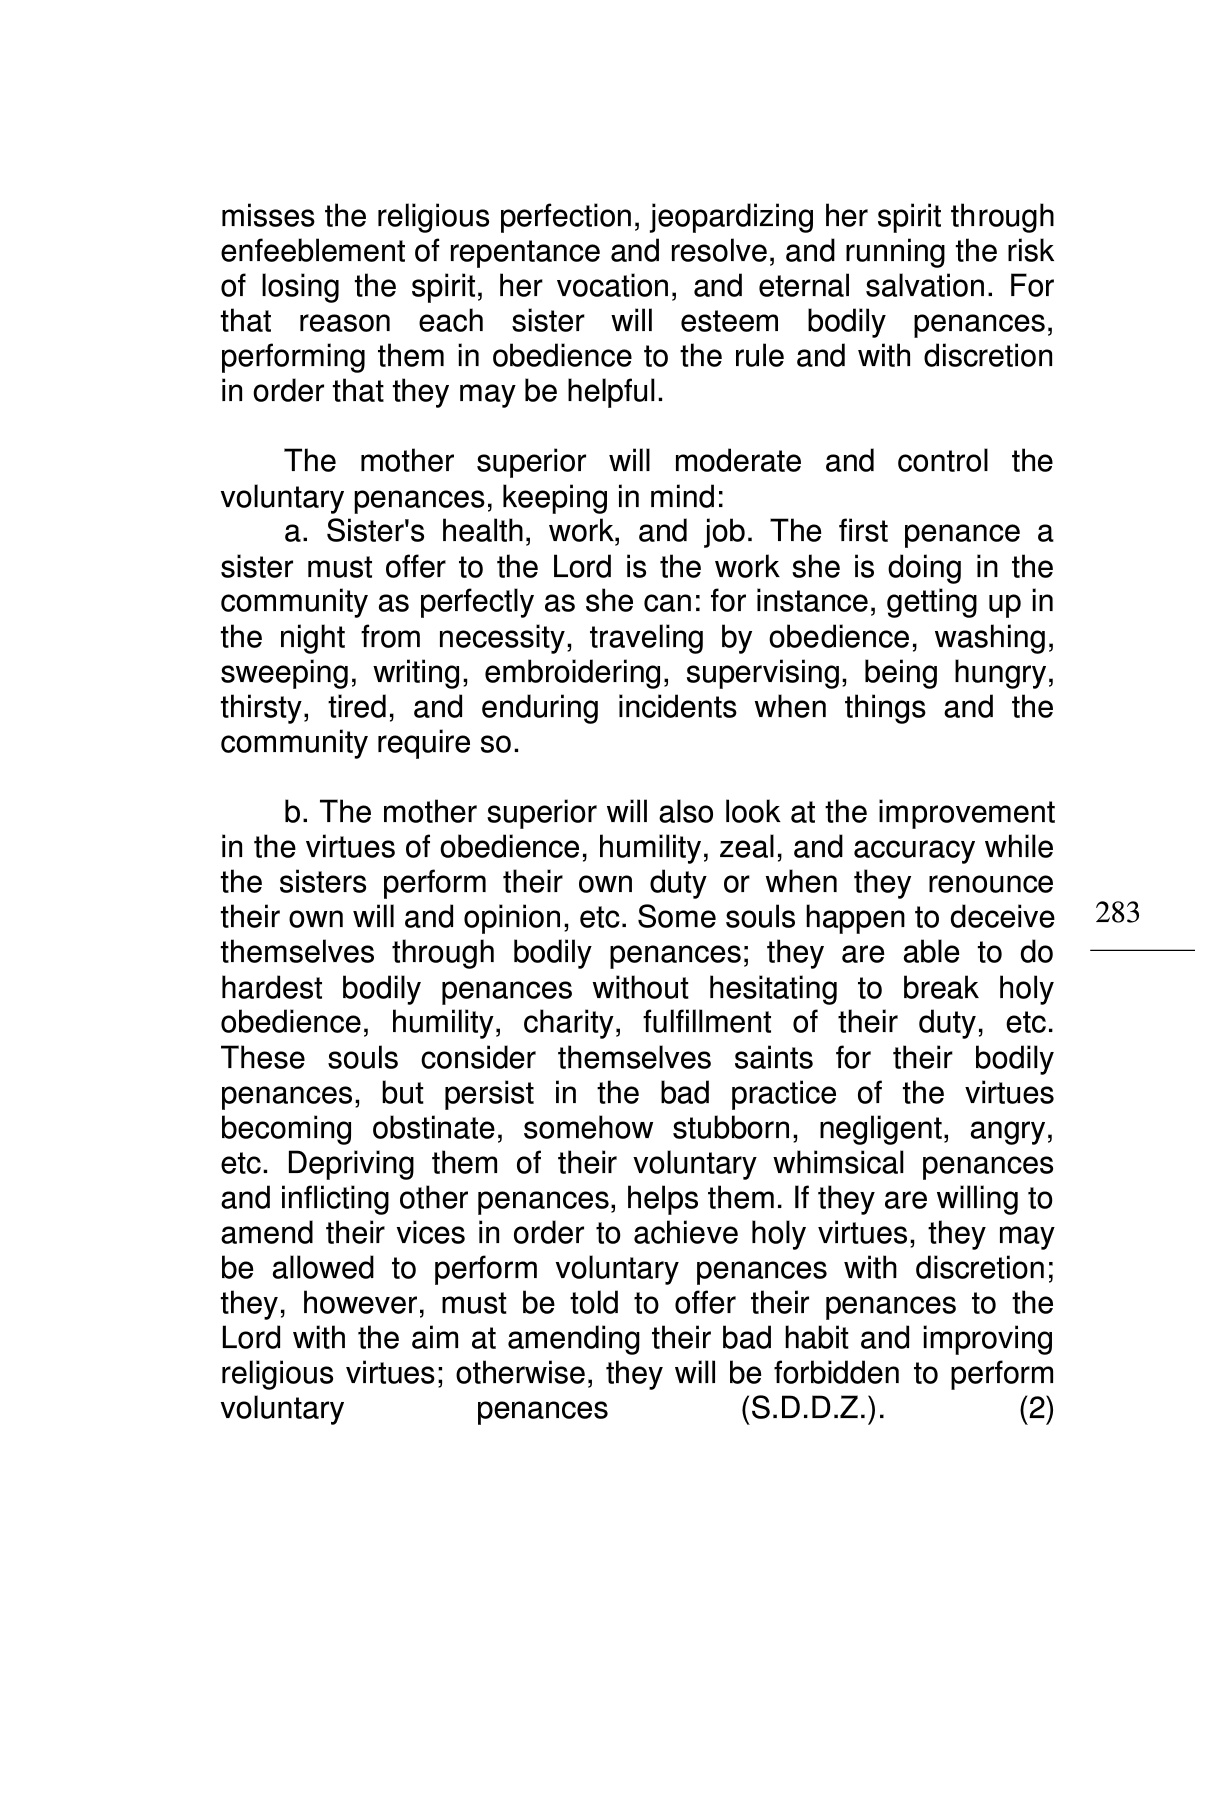 misses the religious perfection, jeopardizing her spirit through
enfeeblement of repentance and resolve, and running the risk
of losing the spirit, her vocation, and eternal salvation. For
that reason each sister will esteem bodily penances,
performing them in obedience to the rule and with discretion
in order that they may be helpful.
The mother superior will moderate and control the
voluntary penances, keeping in mind:
a. Sister's health, work, and job. The first penance a
sister must offer to the Lord is the work she is doing in the
community as perfectly as she can: for instance, getting up in
the night from necessity, traveling by obedience, washing,
sweeping, writing, embroidering, supervising, being hungry,
thirsty, tired, and enduring incidents when things and the
community require so.
b. The mother superior will also look at the improvement
in the virtues of obedience, humility, zeal, and accuracy while
the sisters perform their own duty or when they renounce
their own will and opinion, etc. Some souls happen to deceive
themselves through bodily penances; they are able to do
hardest bodily penances without hesitating to break holy
obedience, humility, charity, fulfillment of their duty, etc.
These souls consider themselves saints for their bodily
penances, but persist in the bad practice of the virtues
becoming obstinate, somehow stubborn, negligent, angry,
etc. Depriving them of their voluntary whimsical penances
and inflicting other penances, helps them. If they are willing to
amend their vices in order to achieve holy virtues, they may
be allowed to perform voluntary penances with discretion;
they, however, must be told to offer their penances to the
Lord with the aim at amending their bad habit and improving
religious virtues; otherwise, they will be forbidden to perform
voluntary penances (S.D.D.Z.). (2)
283